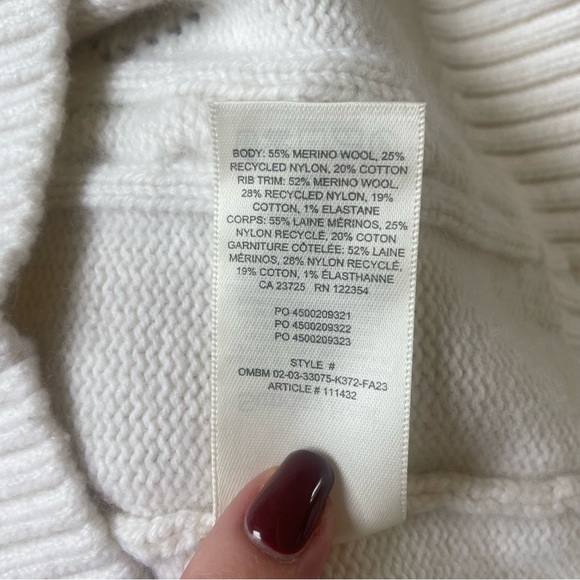 BODY: 55% MERINO WOOL, 25%
RECYCLED NYLON, 20% COTTON
RIB TRIM: 52% MERINO WOOL,
28% RECYCLED NYLON, 19%
COTTON, 1% ELASTANE
CORPS: 55% LAINE MÉRINOS, 25%
NYLON RECYCLÉ, 20% COTON
GARNITURE CÔTELÉE: 52% LAINE
MÉRINOS, 28% NYLON RECYCLÉ,
19% COTON, 1% ÉLASTHANNE
CA 23725 RN 122354
PO 4500209321
PO 4500209322
PO 4500209323
STYLE #
OMBM 02-03-33075-K372-FA23
ARTICLE # 111432